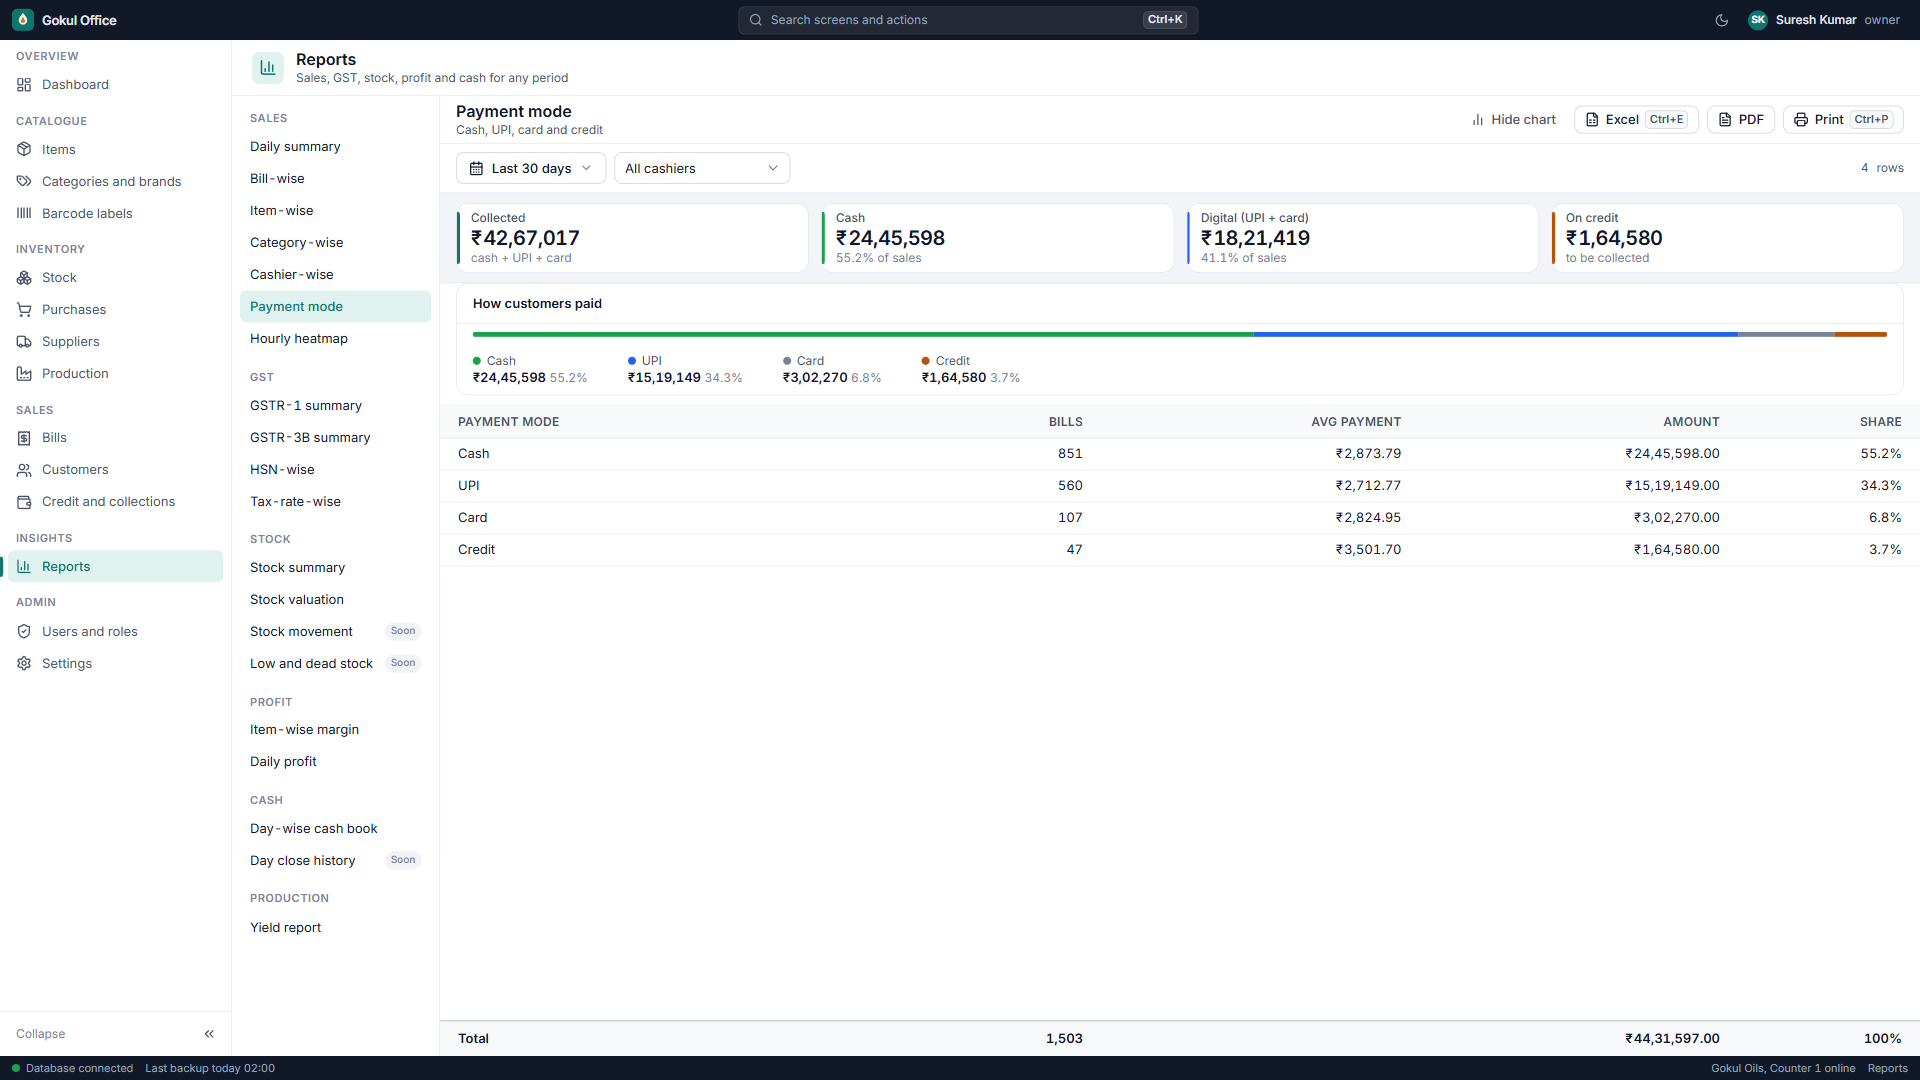 Gokul Office
Search screens and actions Ctrl+K
SK Suresh Kumar owner
OVERVIEW
Dashboard
CATALOGUE
Items
Categories and brands
Barcode labels
INVENTORY
Stock
Purchases
Suppliers
Production
SALES
Bills
Customers
Credit and collections
INSIGHTS
Reports
ADMIN
Users and roles
Settings
Collapse
Reports
Sales, GST, stock, profit and cash for any period
SALES
Daily summary
Bill-wise
Item-wise
Category-wise
Cashier-wise
Payment mode
Hourly heatmap
GST
GSTR-1 summary
GSTR-3B summary
HSN-wise
Tax-rate-wise
STOCK
Stock summary
Stock valuation
Stock movement Soon
Low and dead stock Soon
PROFIT
Item-wise margin
Daily profit
CASH
Day-wise cash book
Day close history Soon
PRODUCTION
Yield report
Payment mode
Cash, UPI, card and credit
Hide chart Excel Ctrl+E PDF Print Ctrl+P
Last 30 days All cashiers 4 rows
Collected
₹42,67,017
cash + UPI + card
Cash
₹24,45,598
55.2% of sales
Digital (UPI + card)
₹18,21,419
41.1% of sales
On credit
₹1,64,580
to be collected
How customers paid
Cash
₹24,45,598 55.2%
UPI
₹15,19,149 34.3%
Card
₹3,02,270 6.8%
Credit
₹1,64,580 3.7%
PAYMENT MODE BILLS AVG PAYMENT AMOUNT SHARE
Cash 851 ₹2,873.79 ₹24,45,598.00 55.2%
UPI 560 ₹2,712.77 ₹15,19,149.00 34.3%
Card 107 ₹2,824.95 ₹3,02,270.00 6.8%
Credit 47 ₹3,501.70 ₹1,64,580.00 3.7%
Total 1,503 ₹44,31,597.00 100%
Database connected Last backup today 02:00
Gokul Oils, Counter 1 online Reports